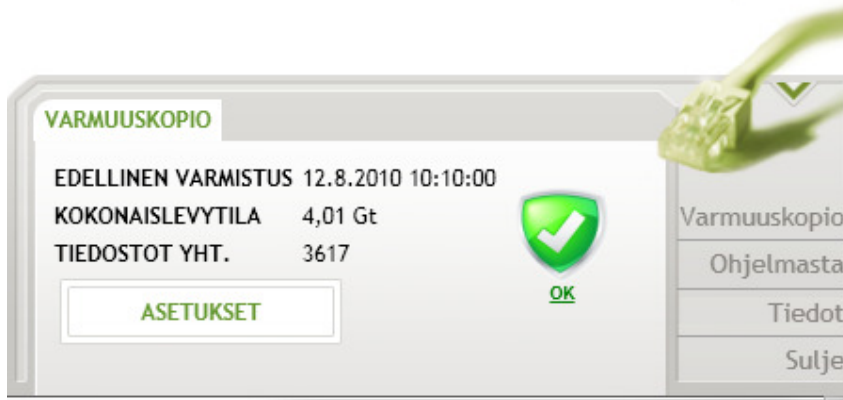 VARMUUSKOPIO
EDELLINEN VARMISTUS 12.8.2010 10:10:00
KOKONAISLEVYTILA 4,01 Gt
TIEDOSTOT YHT. 3617
OK
ASETUKSET
Varmuuskopio
Ohjelmasta
Tiedot
Sulje